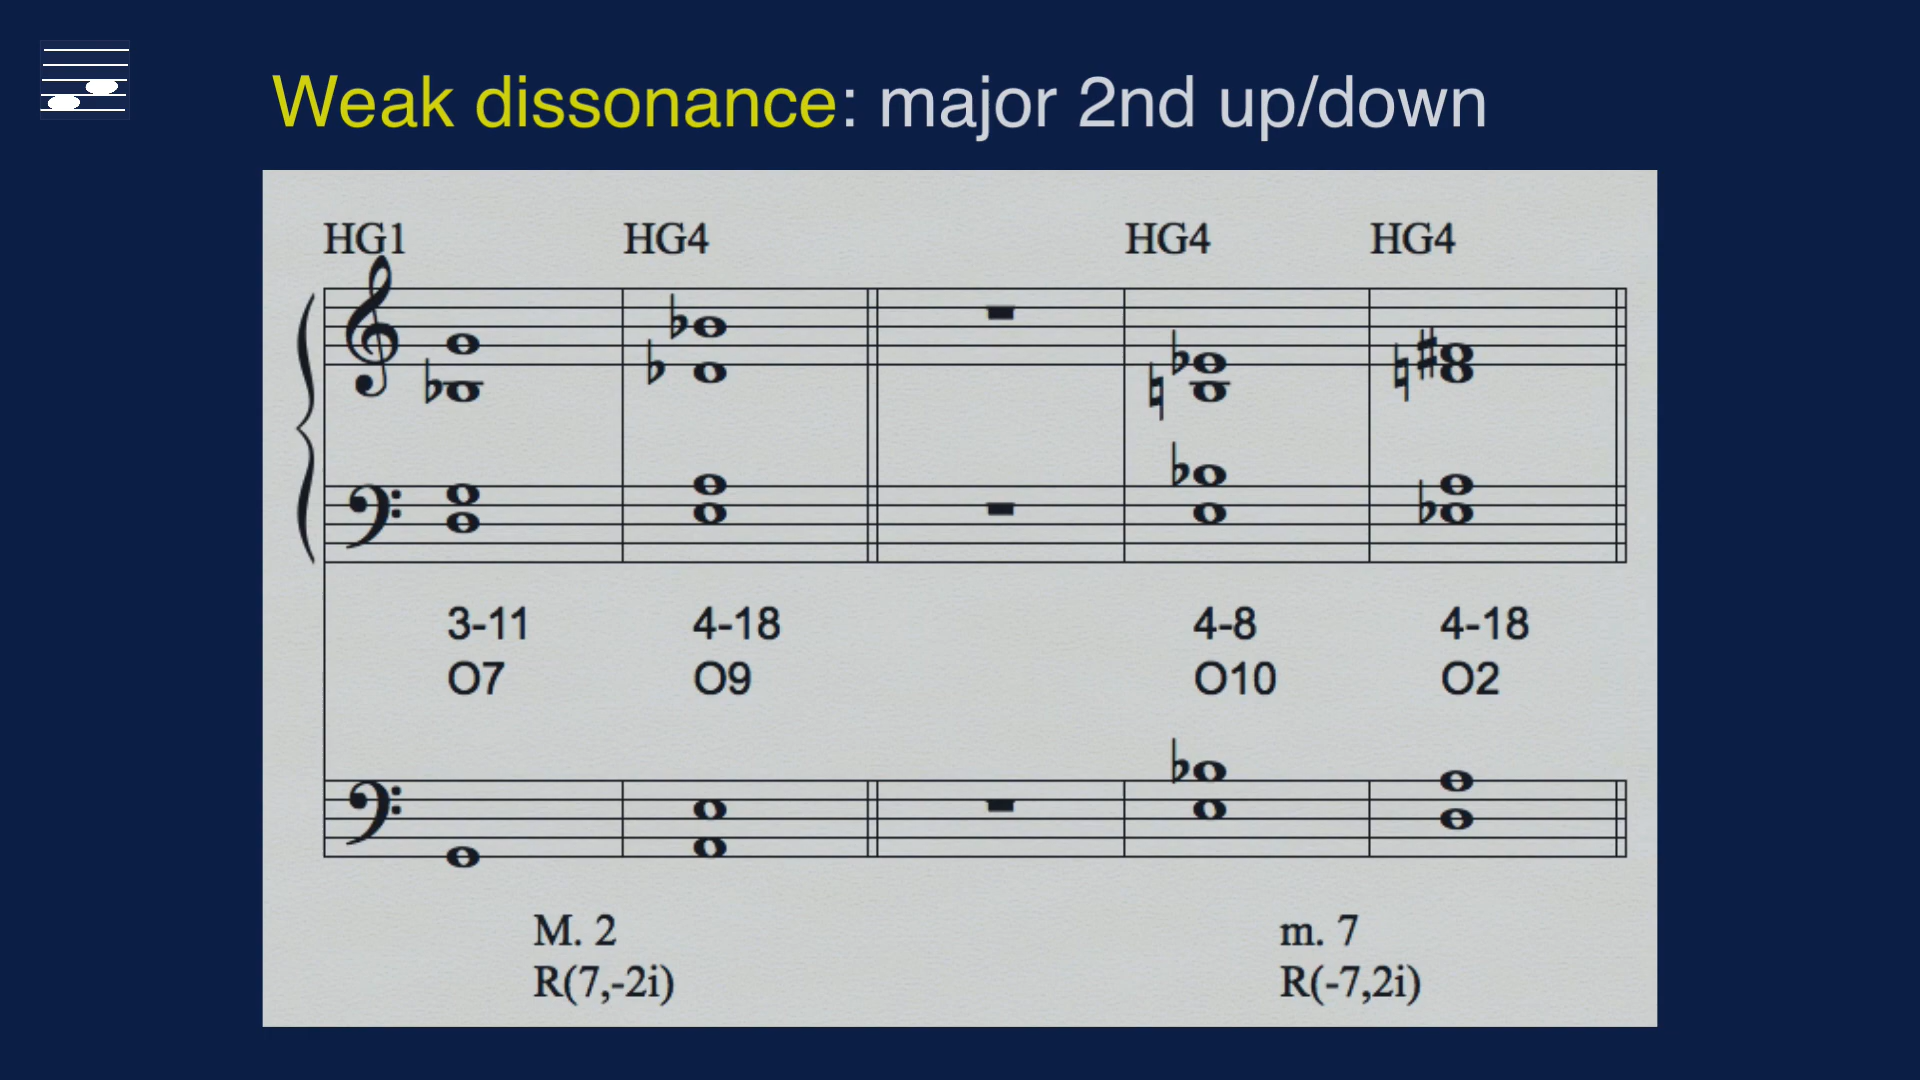 Weak dissonance: major 2nd up/down
HG1 HG4 HG4 HG4
3-11 4-18 4-8 4-18
O7 O9 O10 O2
M. 2 m. 7
R(7,-2i) R(-7,2i)